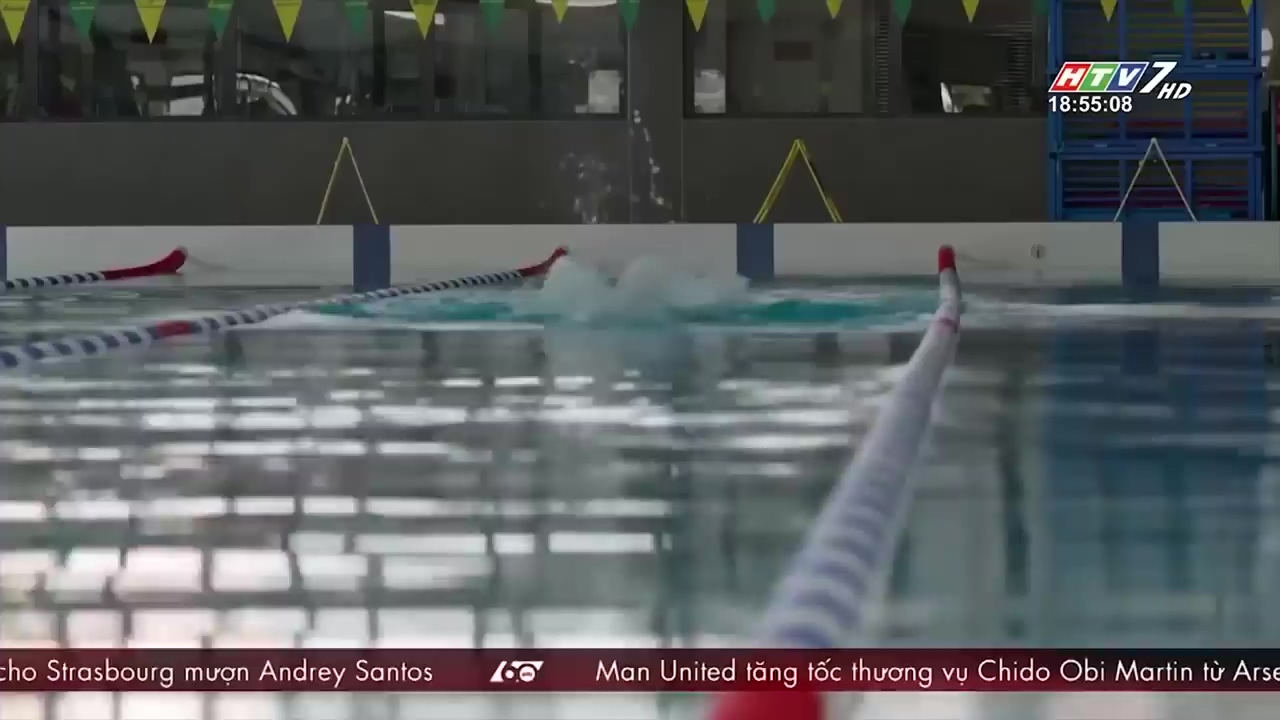 HTV7 HD
18:55:08
cho Strasbourg mượn Andrey Santos 60 Man United tăng tốc thương vụ Chido Obi Martin từ Arse